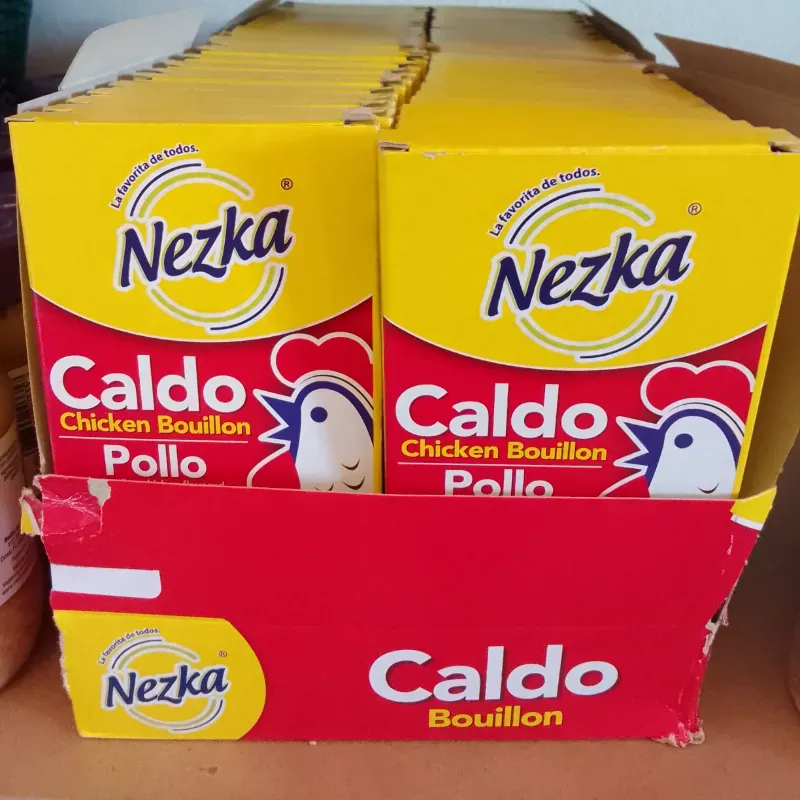 La favorita de todos.
Nezka®
Caldo
Chicken Bouillon
Pollo
La favorita de todos.
Nezka®
Caldo
Chicken Bouillon
Pollo
La favorita de todos.
Nezka®
Caldo
Bouillon